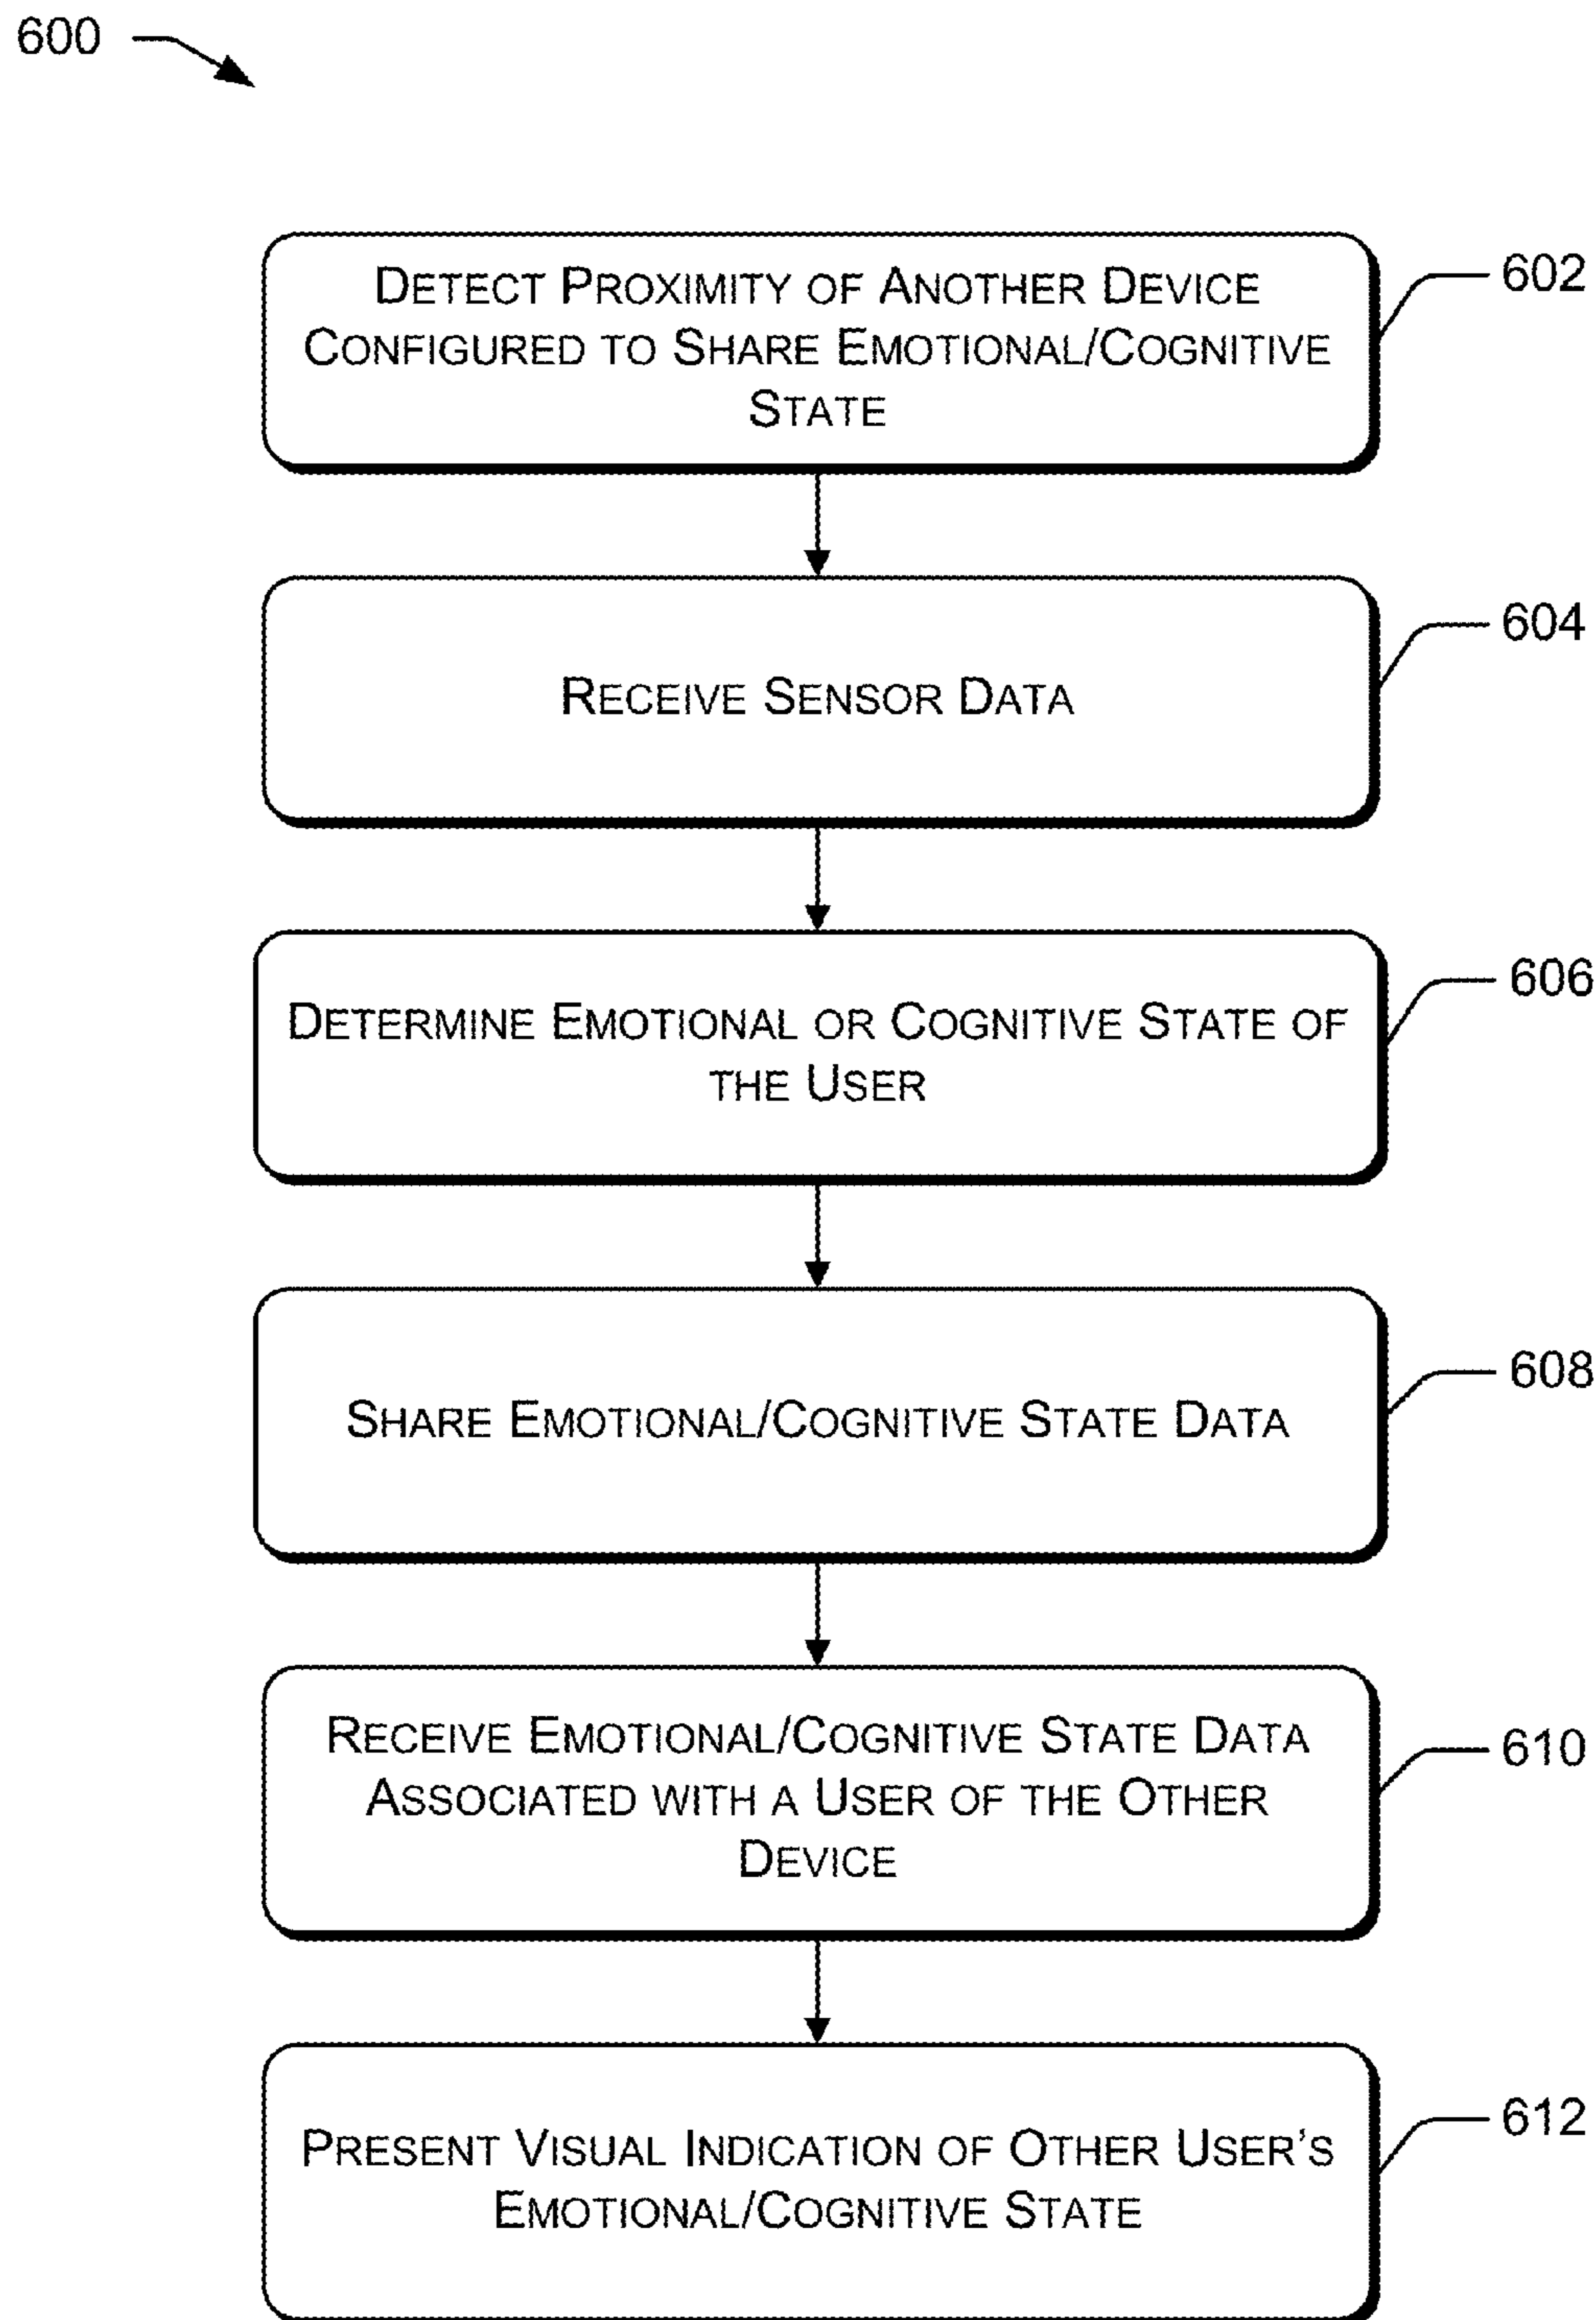 600
DETECT PROXIMITY OF ANOTHER DEVICE
CONFIGURED TO SHARE EMOTIONAL/COGNITIVE
STATE
602
RECEIVE SENSOR DATA
604
DETERMINE EMOTIONAL OR COGNITIVE STATE OF
THE USER
606
SHARE EMOTIONAL/COGNITIVE STATE DATA
608
RECEIVE EMOTIONAL/COGNITIVE STATE DATA
ASSOCIATED WITH A USER OF THE OTHER
DEVICE
610
PRESENT VISUAL INDICATION OF OTHER USER'S
EMOTIONAL/COGNITIVE STATE
612